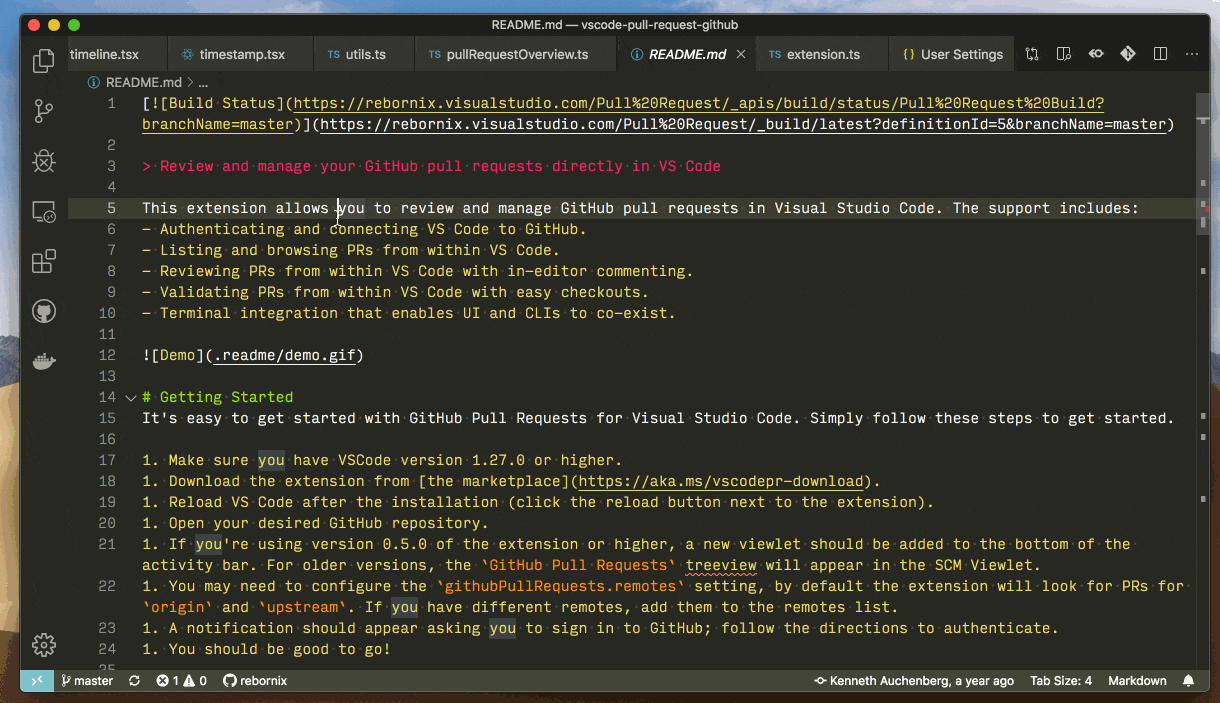 README.md — vscode-pull-request-github
timeline.tsx timestamp.tsx TS utils.ts TS pullRequestOverview.ts README.md TS extension.ts {} User Settings
README.md > ...
1 [![Build Status](https://rebornix.visualstudio.com/Pull%20Request/_apis/build/status/Pull%20Request%20Build?
branchName=master)](https://rebornix.visualstudio.com/Pull%20Request/_build/latest?definitionId=5&branchName=master)
2
3 > Review and manage your GitHub pull requests directly in VS Code
4
5 This extension allows you to review and manage GitHub pull requests in Visual Studio Code. The support includes:
6 - Authenticating and connecting VS Code to GitHub.
7 - Listing and browsing PRs from within VS Code.
8 - Reviewing PRs from within VS Code with in-editor commenting.
9 - Validating PRs from within VS Code with easy checkouts.
10 - Terminal integration that enables UI and CLIs to co-exist.
11
12 ![Demo](.readme/demo.gif)
13
14 # Getting Started
15 It's easy to get started with GitHub Pull Requests for Visual Studio Code. Simply follow these steps to get started.
16
17 1. Make sure you have VSCode version 1.27.0 or higher.
18 1. Download the extension from [the marketplace](https://aka.ms/vscodepr-download).
19 1. Reload VS Code after the installation (click the reload button next to the extension).
20 1. Open your desired GitHub repository.
21 1. If you're using version 0.5.0 of the extension or higher, a new viewlet should be added to the bottom of the
activity bar. For older versions, the `GitHub Pull Requests` treeview will appear in the SCM Viewlet.
22 1. You may need to configure the `githubPullRequests.remotes` setting, by default the extension will look for PRs for
`origin` and `upstream`. If you have different remotes, add them to the remotes list.
23 1. A notification should appear asking you to sign in to GitHub; follow the directions to authenticate.
24 1. You should be good to go!
25
master 1 0 rebornix Kenneth Auchenberg, a year ago Tab Size: 4 Markdown